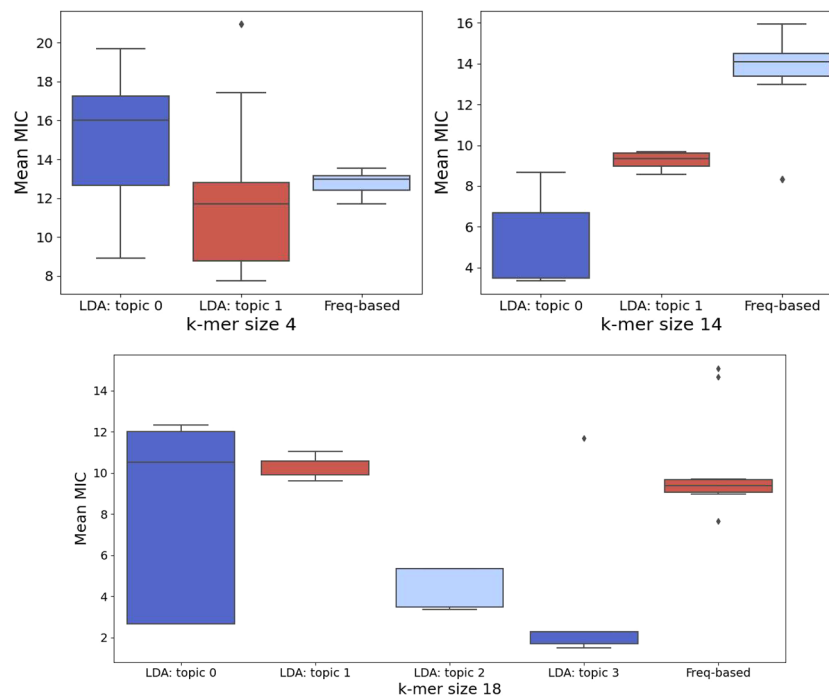 Mean MIC
20
18
16
14
12
10
8
LDA: topic 0 LDA: topic 1 Freq-based
k-mer size 4
Mean MIC
16
14
12
10
8
6
4
LDA: topic 0 LDA: topic 1 Freq-based
k-mer size 14
Mean MIC
14
12
10
8
6
4
2
LDA: topic 0 LDA: topic 1 LDA: topic 2 LDA: topic 3 Freq-based
k-mer size 18